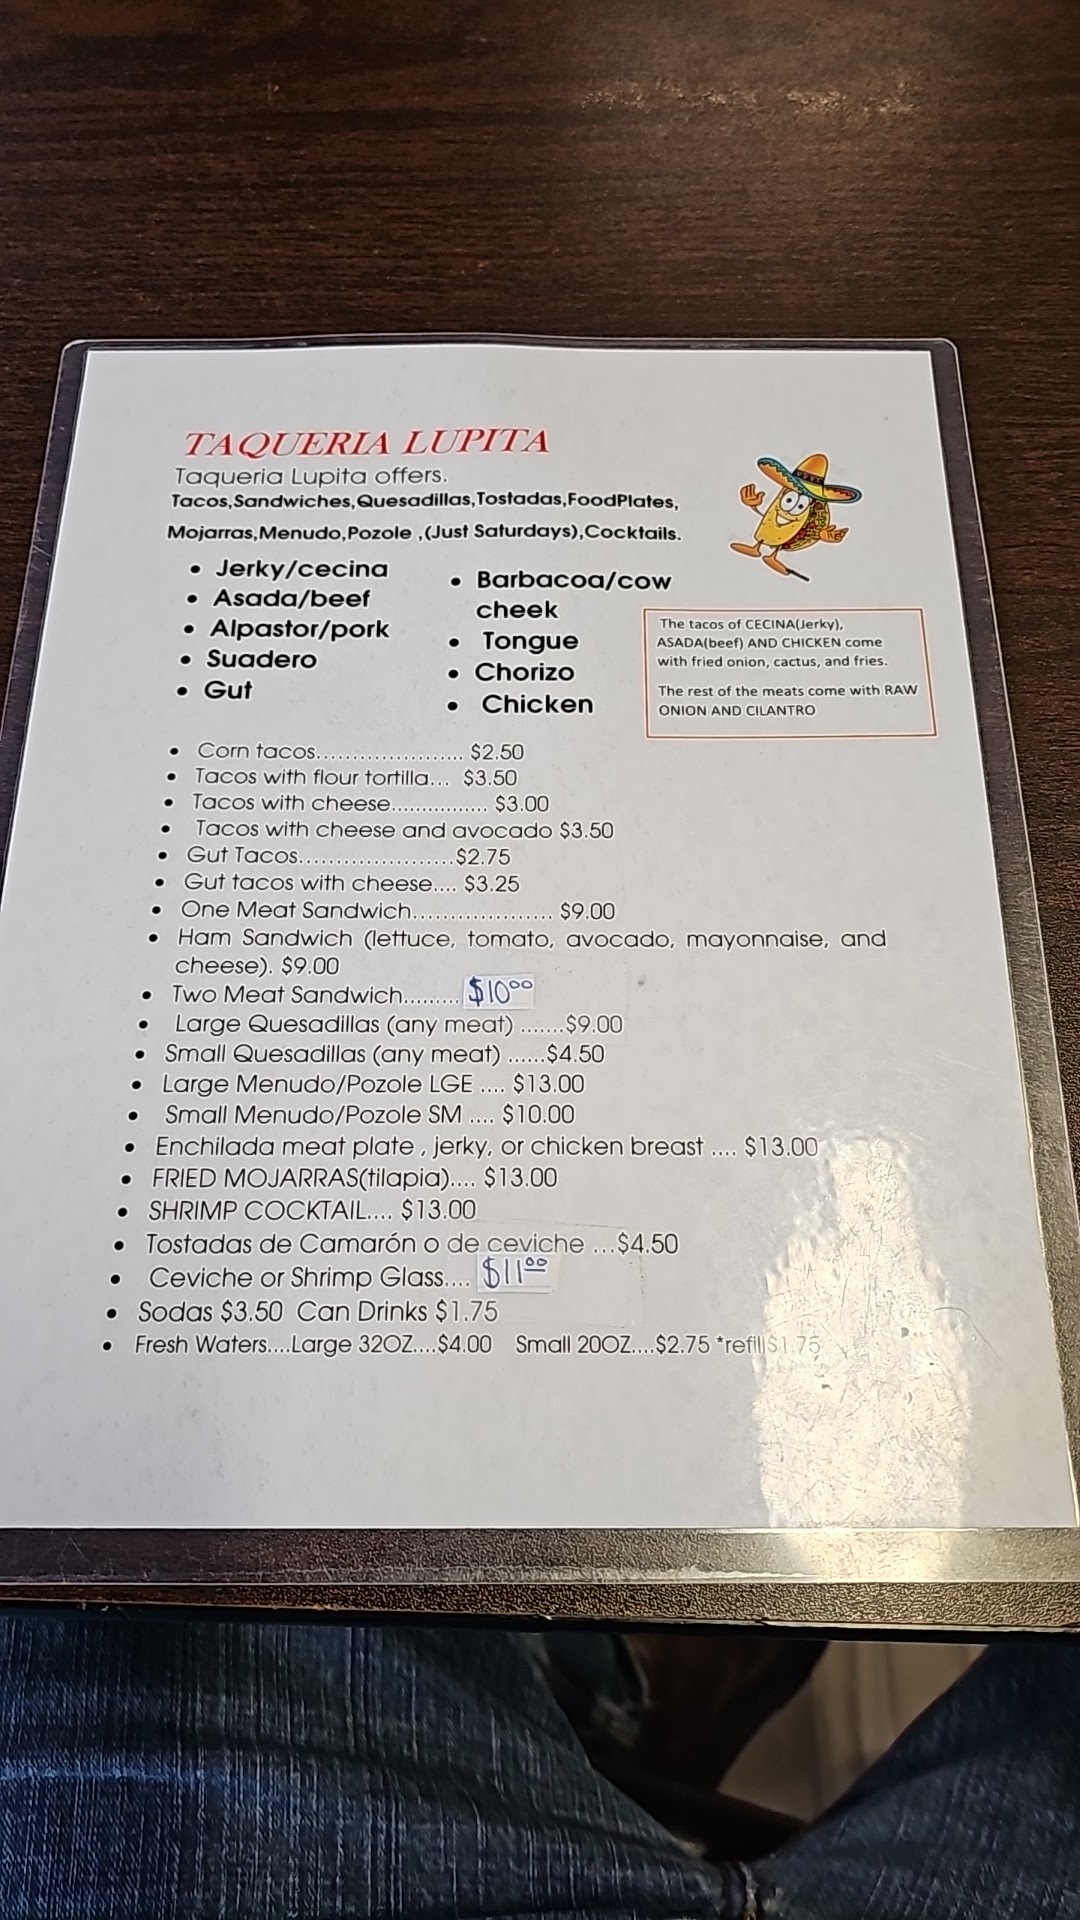 TAQUERIA LUPITA
Taqueria Lupita offers.
Tacos,Sandwiches,Quesadillas,Tostadas,FoodPlates,
Mojarras,Menudo,Pozole ,(Just Saturdays),Cocktails.
• Jerky/cecina
• Asada/beef
• Alpastor/pork
• Suadero
• Gut
• Barbacoa/cow
cheek
• Tongue
• Chorizo
• Chicken
The tacos of CECINA(Jerky),
ASADA(beef) AND CHICKEN come
with fried onion, cactus, and fries.
The rest of the meats come with RAW
ONION AND CILANTRO
• Corn tacos..................... $2.50
• Tacos with flour tortilla... $3.50
• Tacos with cheese................ $3.00
• Tacos with cheese and avocado $3.50
• Gut Tacos......................$2.75
• Gut tacos with cheese.... $3.25
• One Meat Sandwich................... $9.00
• Ham Sandwich (lettuce, tomato, avocado, mayonnaise, and
cheese). $9.00
• Two Meat Sandwich......... $10⁰⁰
• Large Quesadillas (any meat) .......$9.00
• Small Quesadillas (any meat) ......$4.50
• Large Menudo/Pozole LGE .... $13.00
• Small Menudo/Pozole SM .... $10.00
• Enchilada meat plate , jerky, or chicken breast .... $13.00
• FRIED MOJARRAS(tilapia).... $13.00
• SHRIMP COCKTAIL.... $13.00
• Tostadas de Camarón o de ceviche ...$4.50
• Ceviche or Shrimp Glass.... $11⁰⁰
• Sodas $3.50 Can Drinks $1.75
• Fresh Waters....Large 32OZ....$4.00 Small 20OZ....$2.75 *refill $1.75